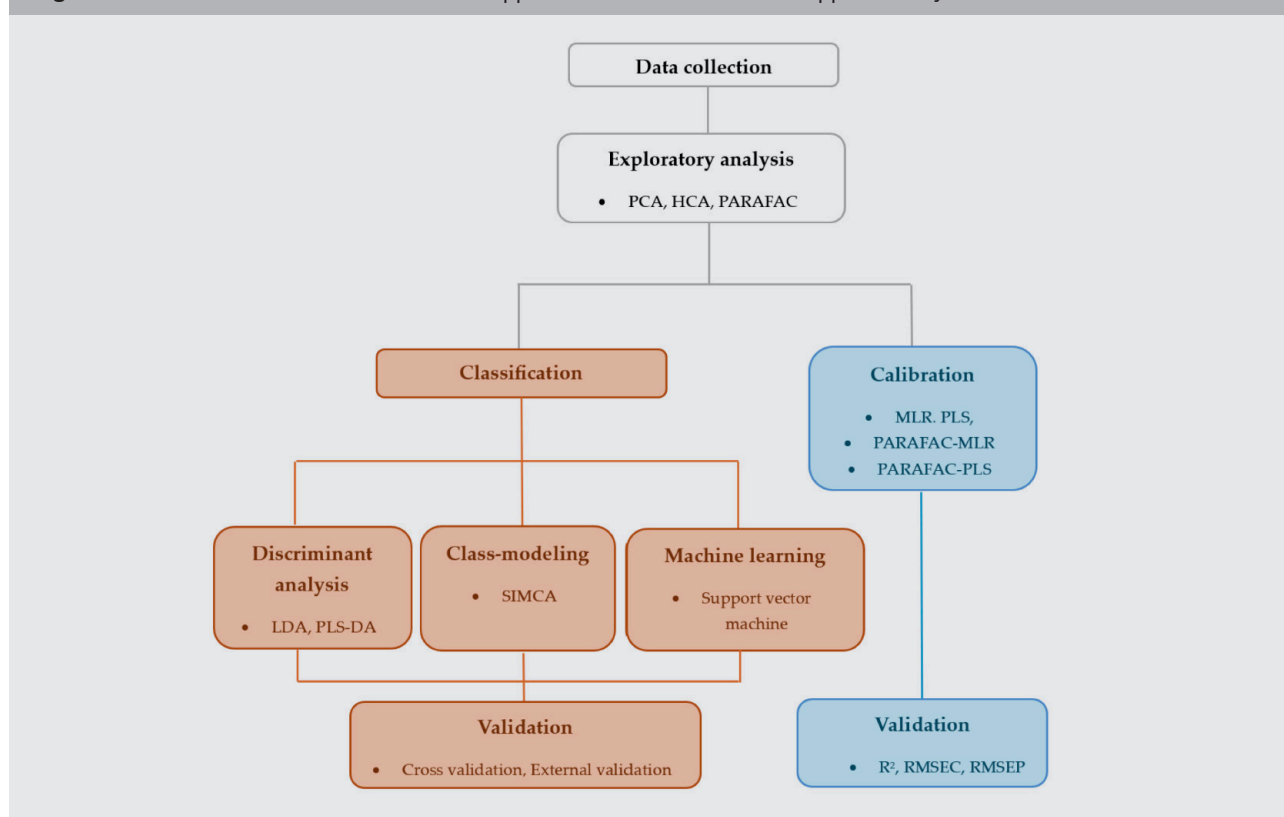 Data collection
Exploratory analysis
• PCA, HCA, PARAFAC
Classification
Calibration
• MLR. PLS,
• PARAFAC-MLR
• PARAFAC-PLS
Discriminant
analysis
• LDA, PLS-DA
Class-modeling
• SIMCA
Machine learning
• Support vector
machine
Validation
• Cross validation, External validation
Validation
• R², RMSEC, RMSEP